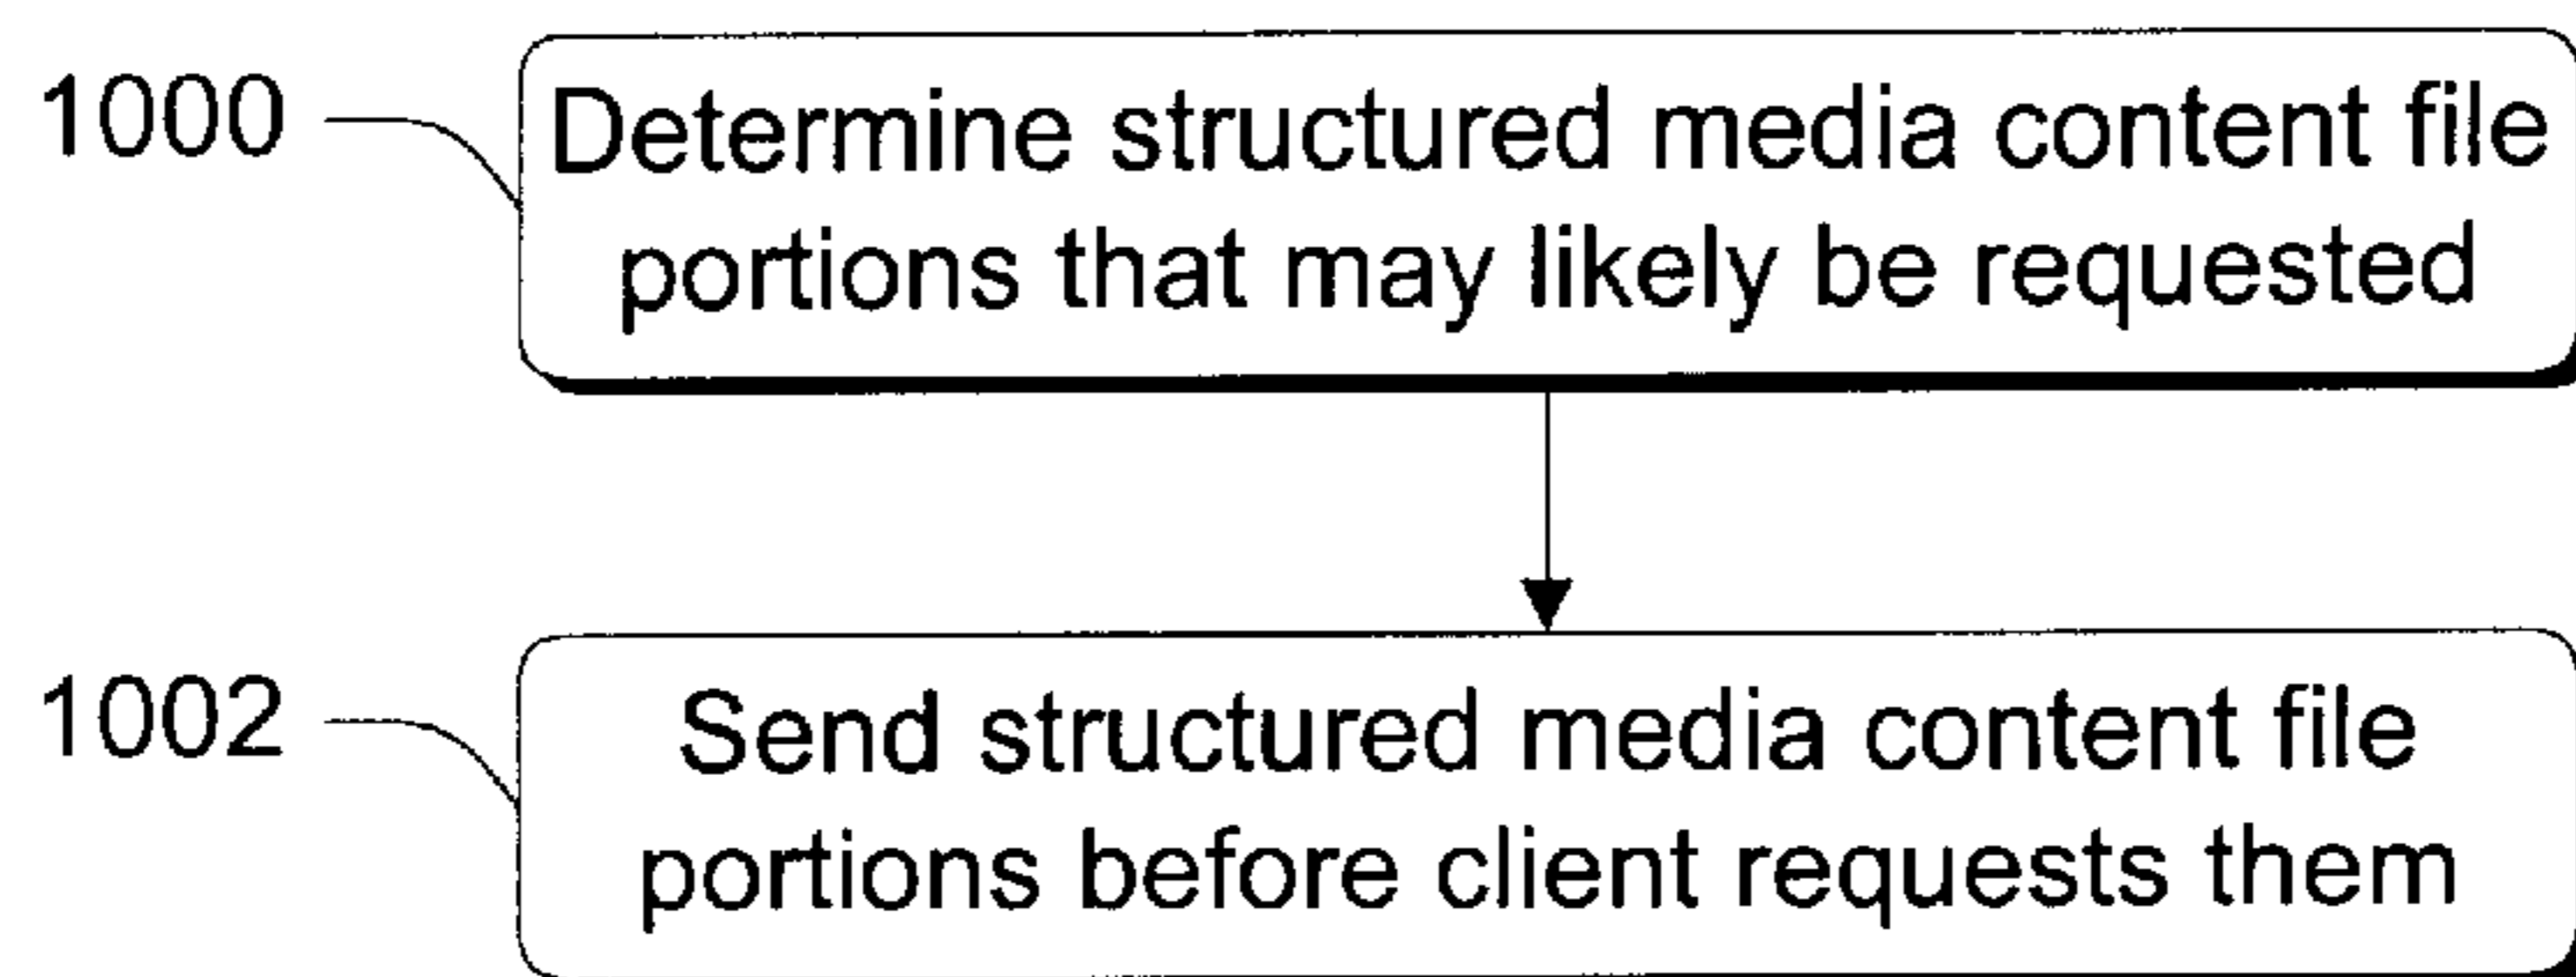 1000
Determine structured media content file
portions that may likely be requested
1002
Send structured media content file
portions before client requests them